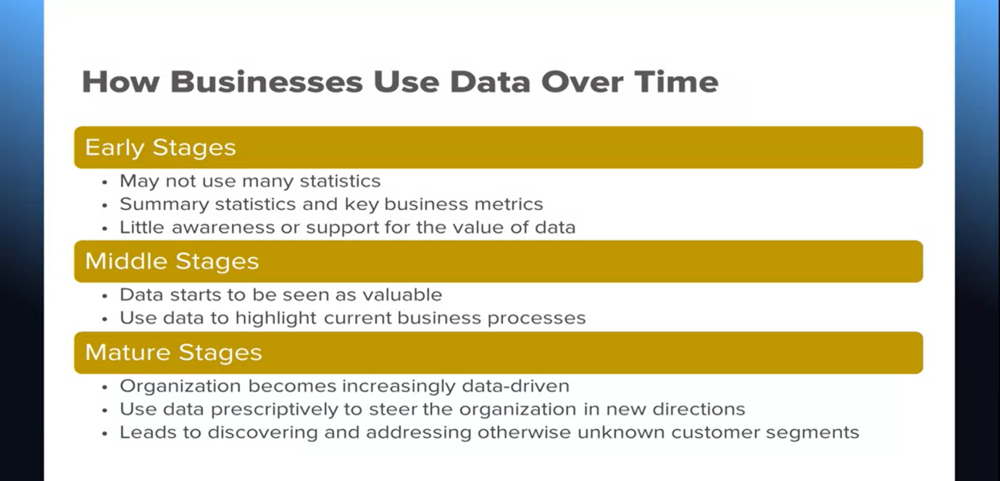 How Businesses Use Data Over Time
Early Stages
• May not use many statistics
• Summary statistics and key business metrics
• Little awareness or support for the value of data
Middle Stages
• Data starts to be seen as valuable
• Use data to highlight current business processes
Mature Stages
• Organization becomes increasingly data-driven
• Use data prescriptively to steer the organization in new directions
• Leads to discovering and addressing otherwise unknown customer segments